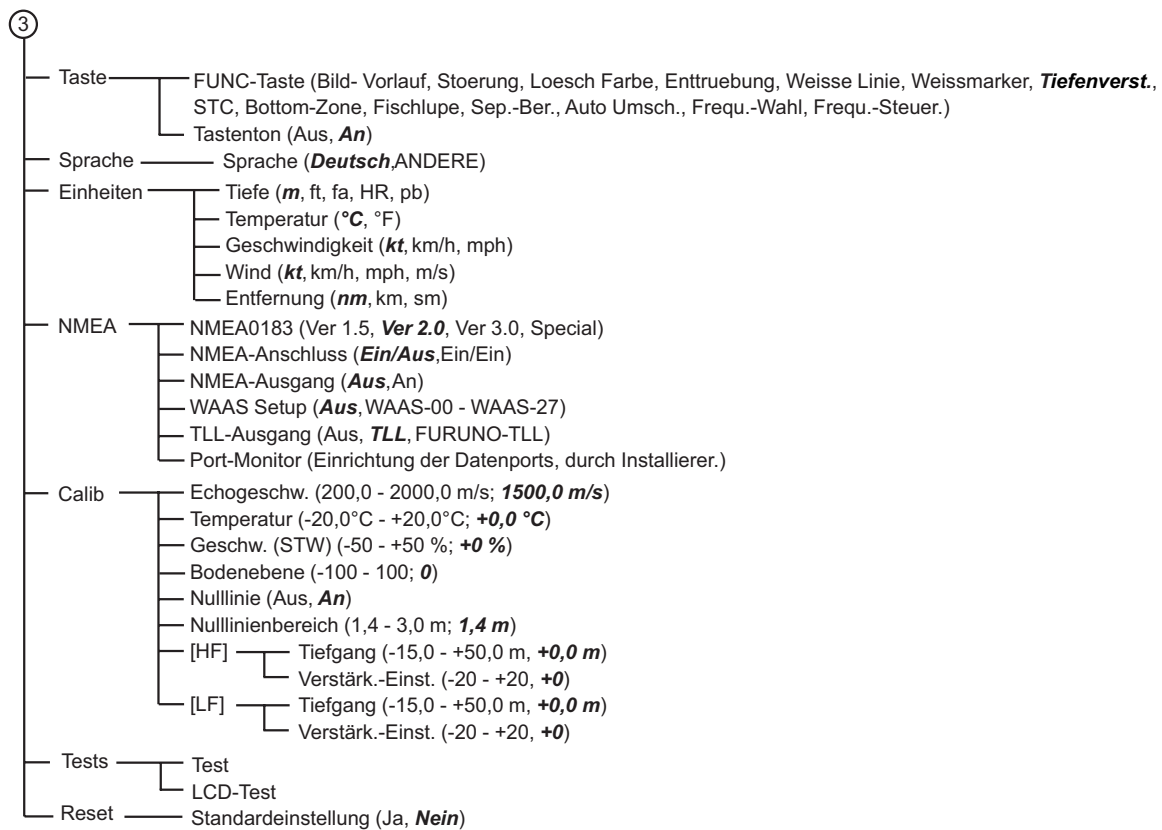 3
Taste
FUNC-Taste (Bild- Vorlauf, Stoerung, Loesch Farbe, Enttruebung, Weisse Linie, Weissmarker, Tiefenverst.,
STC, Bottom-Zone, Fischlupe, Sep.-Ber., Auto Umsch., Frequ.-Wahl, Frequ.-Steuer.)
Tastenton (Aus, An)
Sprache
Sprache (Deutsch,ANDERE)
Einheiten
Tiefe (m, ft, fa, HR, pb)
Temperatur (°C, °F)
Geschwindigkeit (kt, km/h, mph)
Wind (kt, km/h, mph, m/s)
Entfernung (nm, km, sm)
NMEA
NMEA0183 (Ver 1.5, Ver 2.0, Ver 3.0, Special)
NMEA-Anschluss (Ein/Aus,Ein/Ein)
NMEA-Ausgang (Aus,An)
WAAS Setup (Aus, WAAS-00 - WAAS-27)
TLL-Ausgang (Aus, TLL, FURUNO-TLL)
Port-Monitor (Einrichtung der Datenports, durch Installierer.)
Calib
Echogeschw. (200,0 - 2000,0 m/s; 1500,0 m/s)
Temperatur (-20,0°C - +20,0°C; +0,0 °C)
Geschw. (STW) (-50 - +50 %; +0 %)
Bodenebene (-100 - 100; 0)
Nulllinie (Aus, An)
Nulllinienbereich (1,4 - 3,0 m; 1,4 m)
[HF]
Tiefgang (-15,0 - +50,0 m, +0,0 m)
Verstärk.-Einst. (-20 - +20, +0)
[LF]
Tiefgang (-15,0 - +50,0 m, +0,0 m)
Verstärk.-Einst. (-20 - +20, +0)
Tests
Test
LCD-Test
Reset
Standardeinstellung (Ja, Nein)